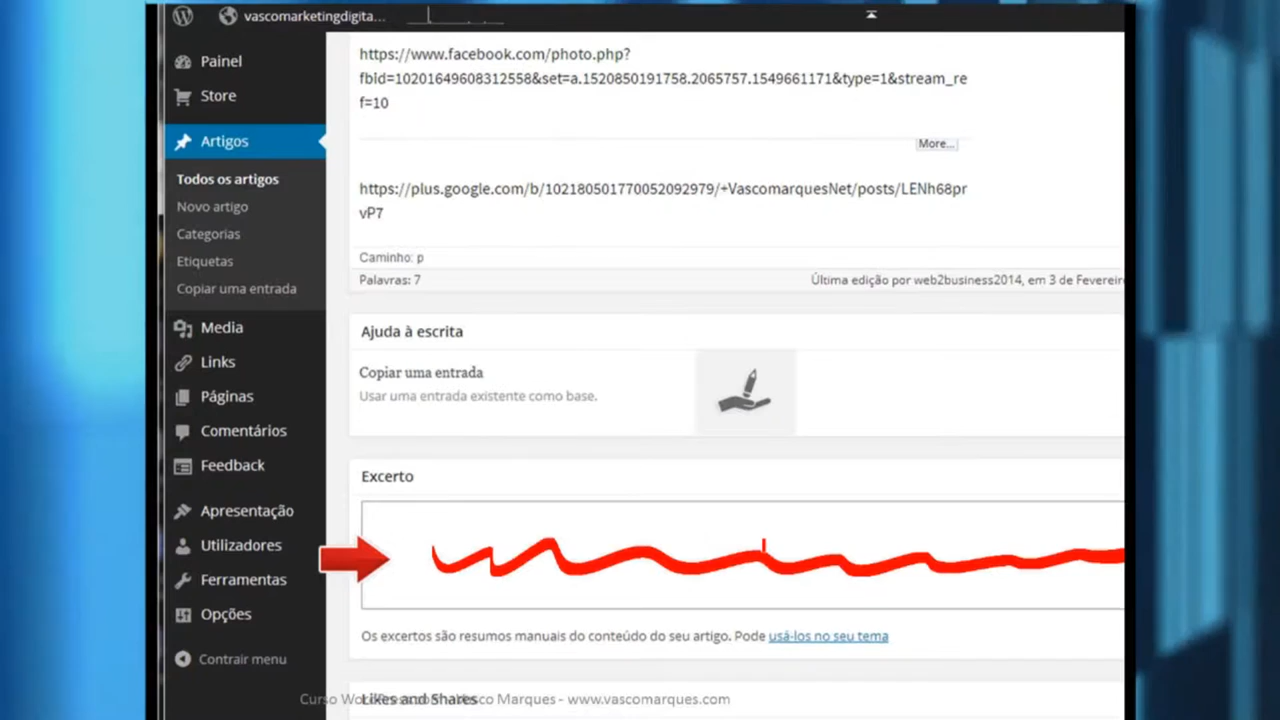 vascomarketingdigita...
Painel
Store
Artigos
Todos os artigos
Novo artigo
Categorias
Etiquetas
Copiar uma entrada
Media
Links
Páginas
Comentários
Feedback
Apresentação
Utilizadores
Ferramentas
Opções
Contrair menu
https://www.facebook.com/photo.php?
fbid=10201649608312558&set=a.1520850191758.2065757.1549661171&type=1&stream_re
f=10
More...
https://plus.google.com/b/102180501770052092979/+VascomarquesNet/posts/LENh68pr
vP7
Caminho: p
Palavras: 7
Última edição por web2business2014, em 3 de Fevereiro
Ajuda à escrita
Copiar uma entrada
Usar uma entrada existente como base.
Excerto
Os excertos são resumos manuais do conteúdo do seu artigo. Pode usá-los no seu tema
Likes and Shares
Curso Marques - www.vascomarques.com